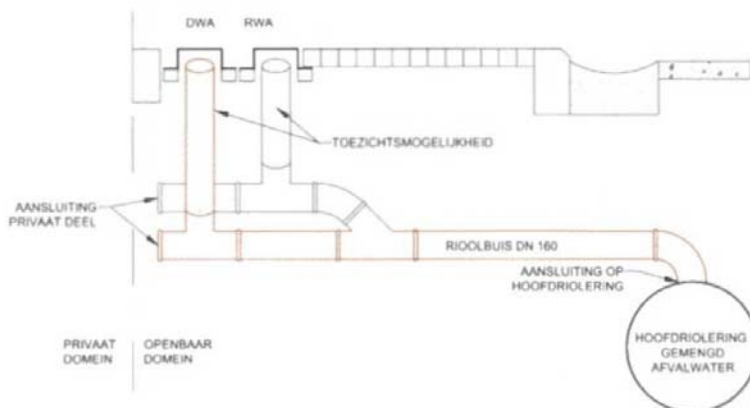 DWA RWA
TOEZICHTSMOGELIJKHEID
AANSLUITING
PRIVAAT DEEL
RIOOLBUIS DN 160
AANSLUITING OP
HOOFDRIOLERING
PRIVAAT
DOMEIN
OPENBAAR
DOMEIN
HOOFDRIOLERING
GEMENGD
AFVALWATER